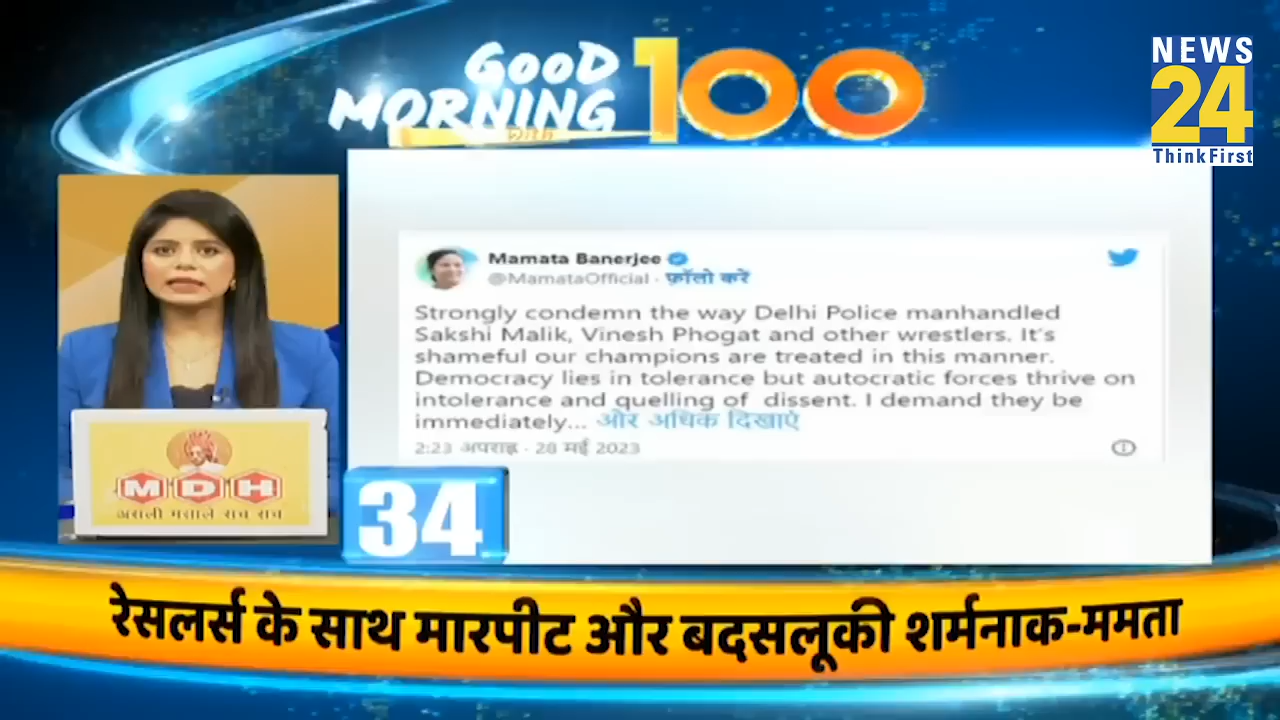 GOOD
MORNING
with
100
NEWS
24
ThinkFirst
Mamata Banerjee
@MamataOfficial · फ़ॉलो करें
Strongly condemn the way Delhi Police manhandled
Sakshi Malik, Vinesh Phogat and other wrestlers. It's
shameful our champions are treated in this manner.
Democracy lies in tolerance but autocratic forces thrive on
intolerance and quelling of dissent. I demand they be
immediately... और अधिक दिखाएं
2:23 अपराह्न · 28 मई 2023
MDH
असली मसाले सच सच
34
रेसलर्स के साथ मारपीट और बदसलूकी शर्मनाक-ममता